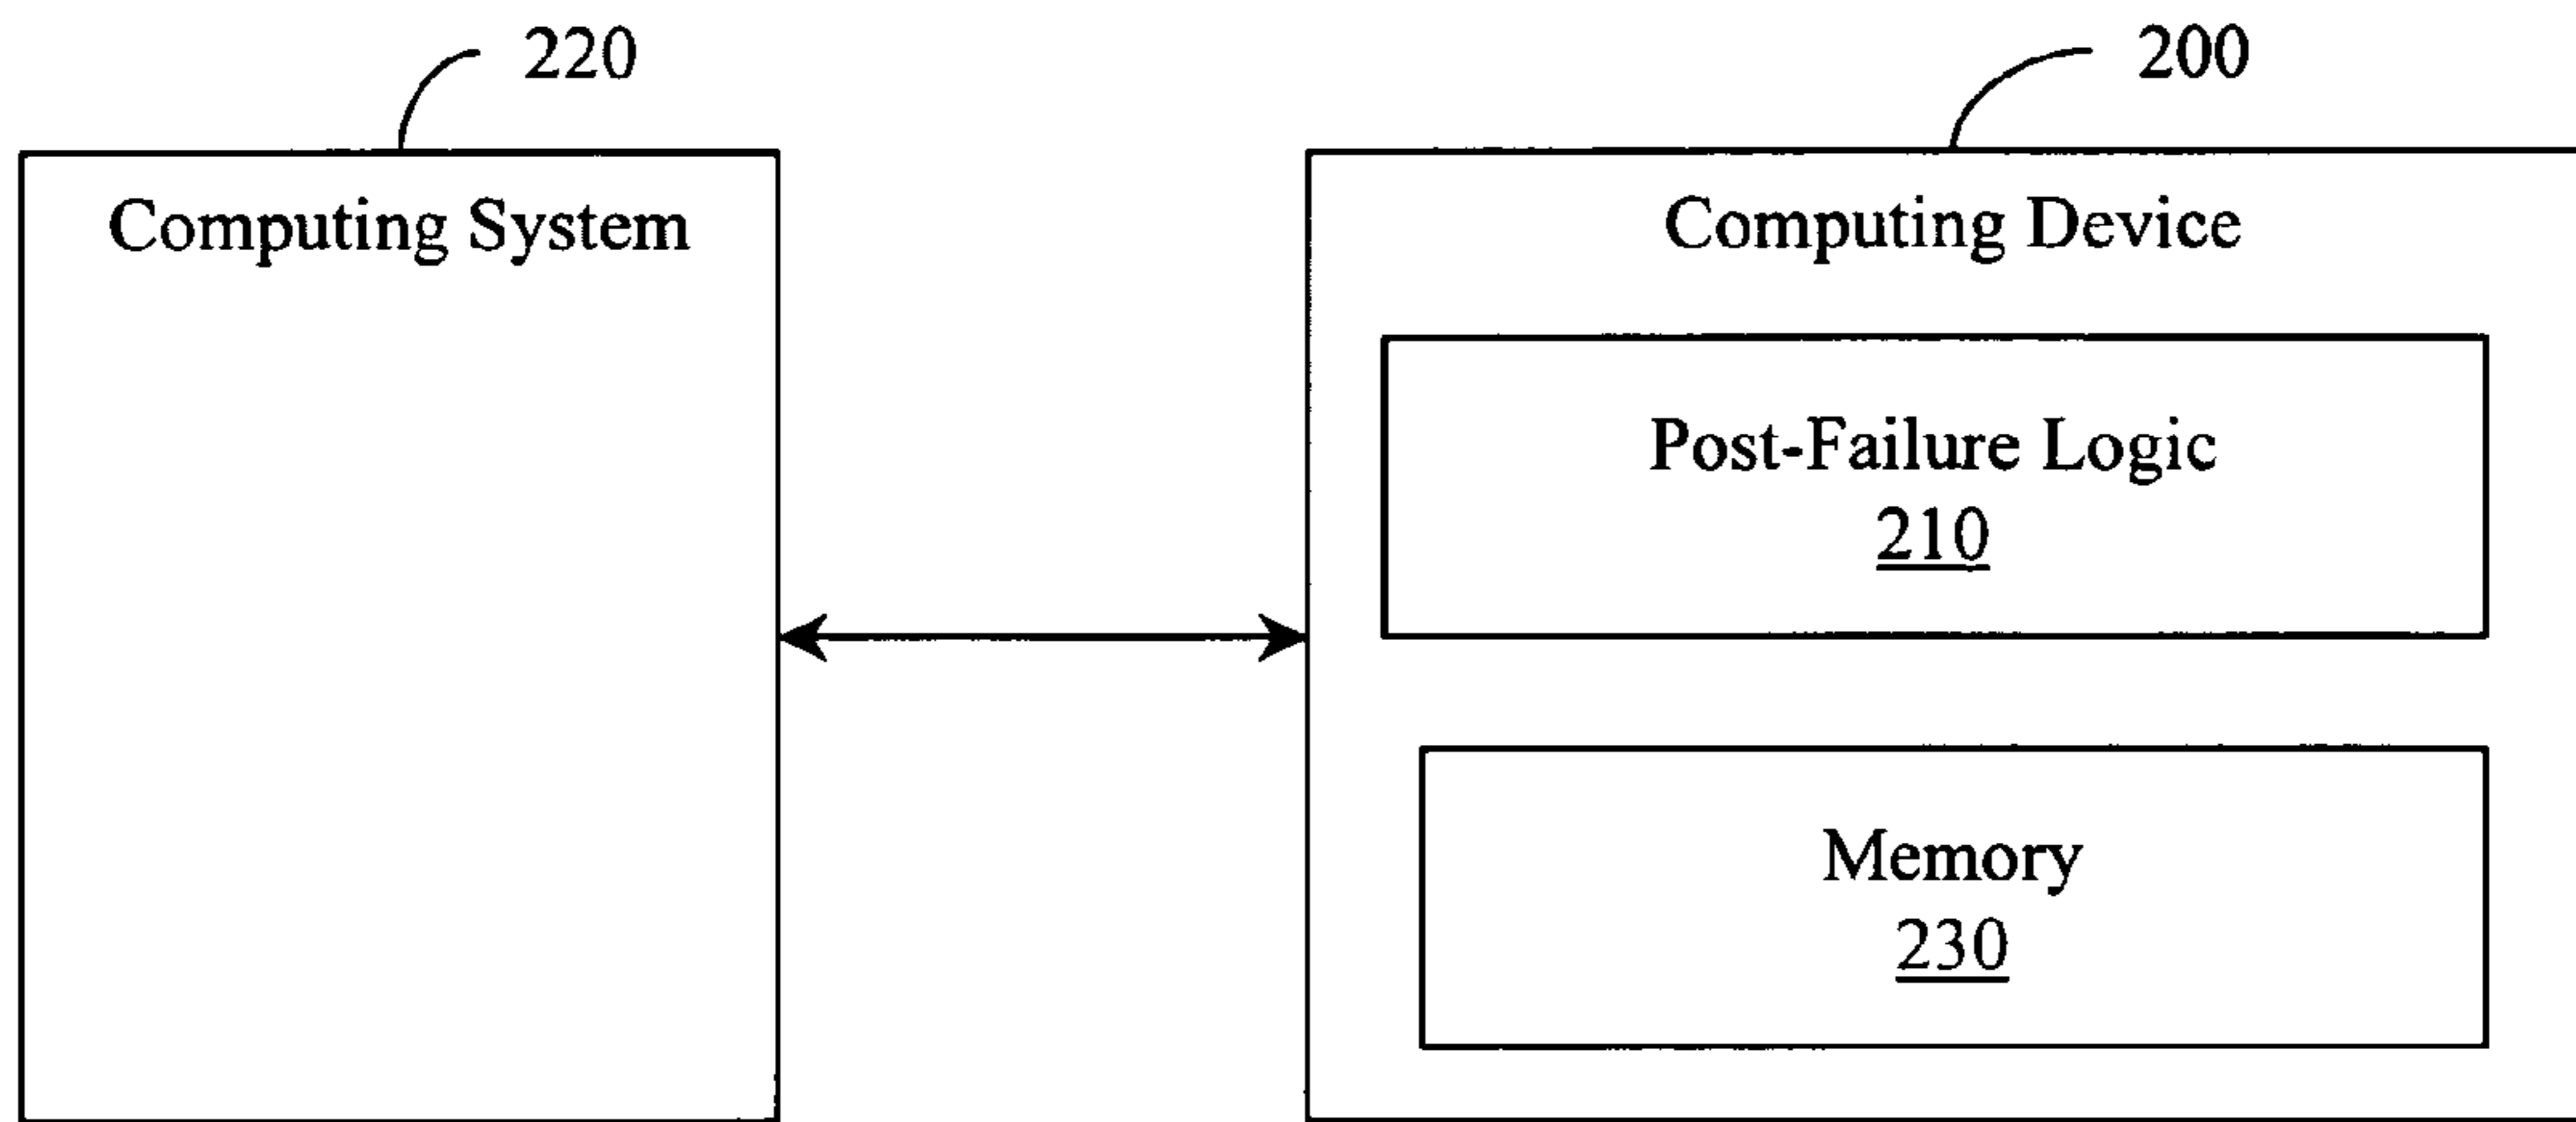 220
200
Computing System
Computing Device
Post-Failure Logic
210
Memory
230